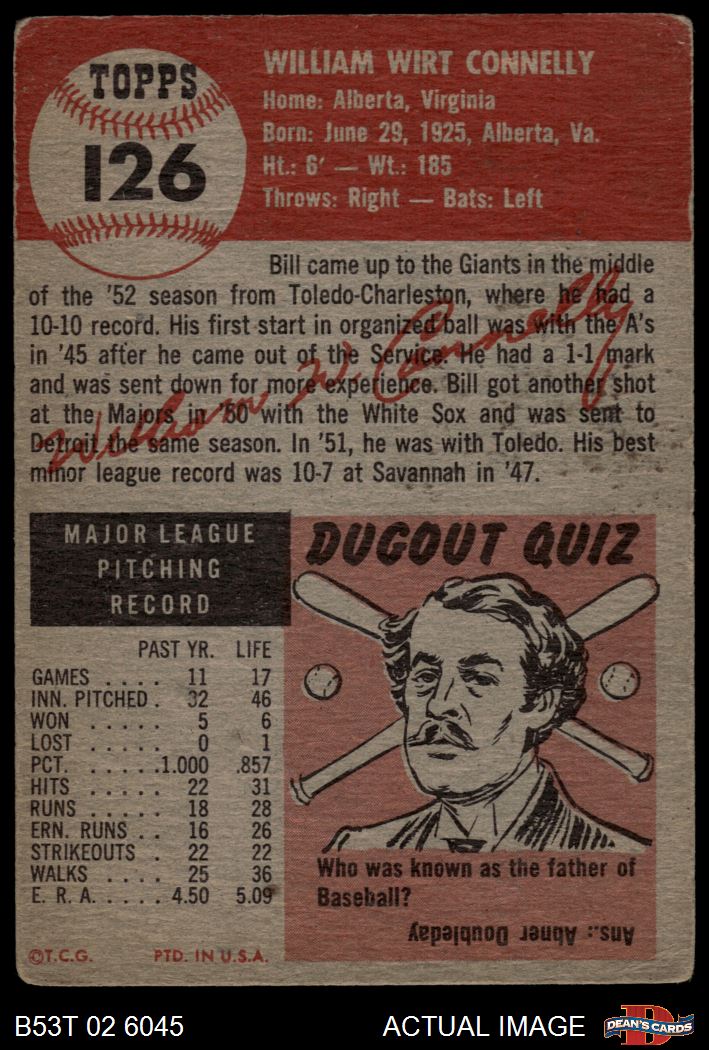 TOPPS
126
WILLIAM WIRT CONNELLY
Home: Alberta, Virginia
Born: June 29, 1925, Alberta, Va.
Ht.: 6' — Wt.: 185
Throws: Right — Bats: Left
Bill came up to the Giants in the middle
of the '52 season from Toledo-Charleston, where he had a
10-10 record. His first start in organized ball was with the A's
in '45 after he came out of the Service. He had a 1-1 mark
and was sent down for more experience. Bill got another shot
at the Majors in '50 with the White Sox and was sent to
Detroit the same season. In '51, he was with Toledo. His best
minor league record was 10-7 at Savannah in '47.
William W. Connelly
MAJOR LEAGUE
PITCHING
RECORD
PAST YR. LIFE
GAMES . . . . 11 17
INN. PITCHED . 32 46
WON . . . . . 5 6
LOST . . . . . 0 1
PCT. . . . . .1.000 .857
HITS . . . . . 22 31
RUNS . . . . . 18 28
ERN. RUNS . . 16 26
STRIKEOUTS . 22 22
WALKS . . . . 25 36
E. R. A. . . . . 4.50 5.09
©T.C.G. PTD. IN U.S.A.
DUGOUT QUIZ
Who was known as the father of
Baseball?
Ans.: Abner Doubleday
B53T 02 6045
ACTUAL IMAGE
D
DEAN'S CARDS